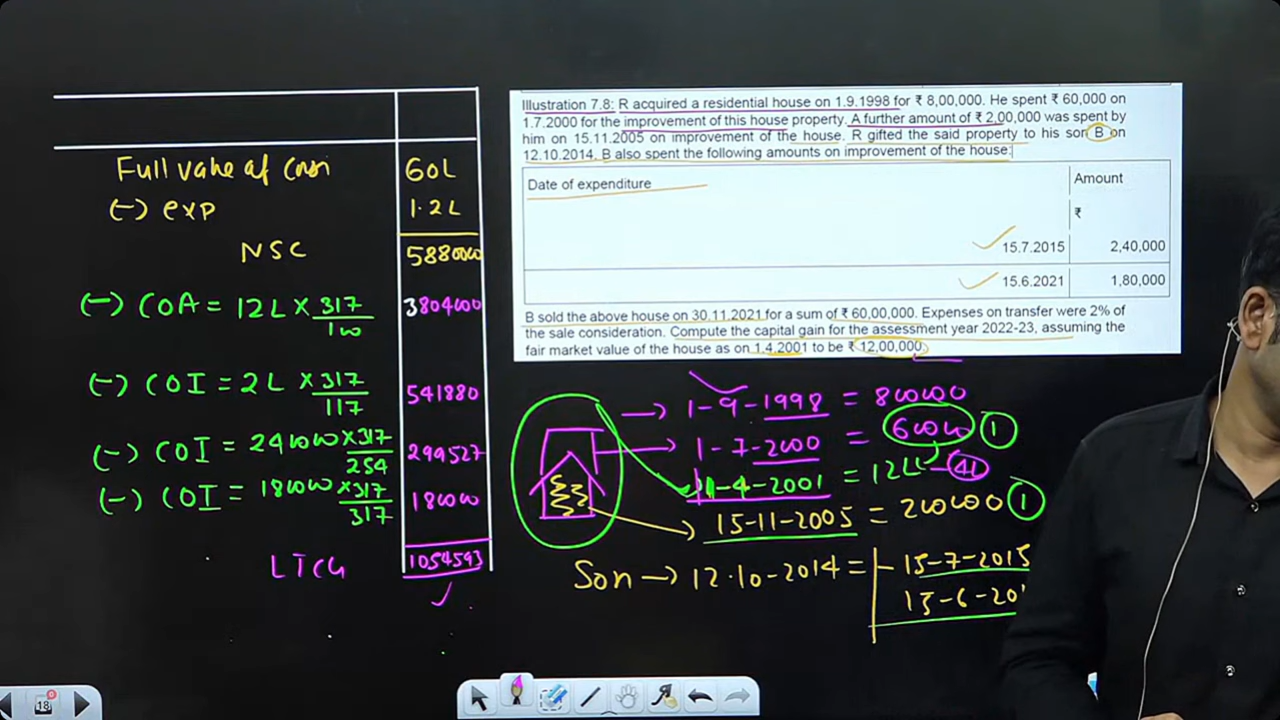 Full value of Consi 60L
(-) exp 1.2L
NSC 5880000
(-) COA = 12L × 317/100 3804000
(-) COI = 2L × 317/117 541880
(-) COI = 240000 × 317/254 299527
(-) COI = 180000 × 317/317 180000
LTCG 1054593
Illustration 7.8: R acquired a residential house on 1.9.1998 for ₹ 8,00,000. He spent ₹ 60,000 on
1.7.2000 for the improvement of this house property. A further amount of ₹ 2,00,000 was spent by
him on 15.11.2005 on improvement of the house. R gifted the said property to his son B on
12.10.2014. B also spent the following amounts on improvement of the house:
Date of expenditure Amount
₹
15.7.2015 2,40,000
15.6.2021 1,80,000
B sold the above house on 30.11.2021 for a sum of ₹ 60,00,000. Expenses on transfer were 2% of
the sale consideration. Compute the capital gain for the assessment year 2022-23, assuming the
fair market value of the house as on 1.4.2001 to be ₹ 12,00,000.
→ 1-9-1998 = 800000
→ 1-7-2000 = 60000 1
1-4-2001 = 12L
→ 15-11-2005 = 200000 1
Son → 12.10-2014 = - 15-7-2015
15-6-20
18
0